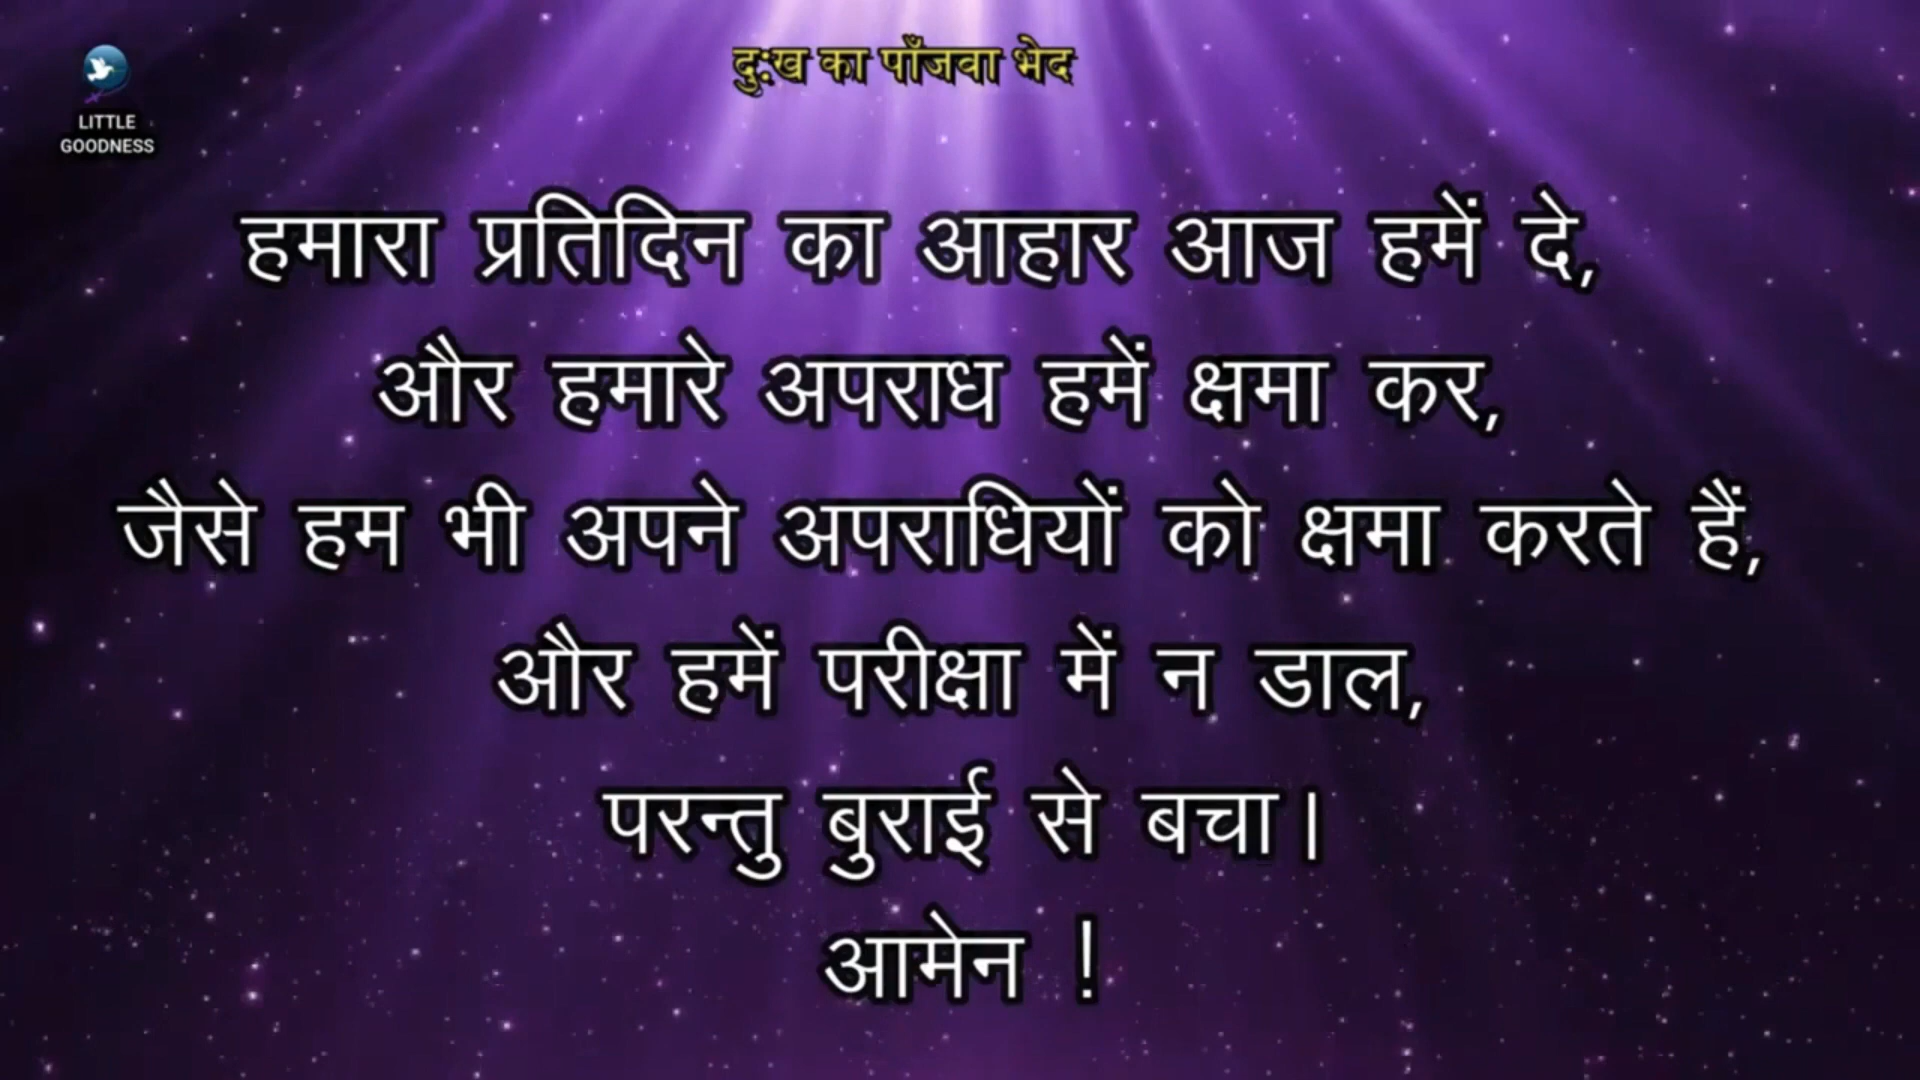 दुःख का पाँजवा भेद
LITTLE
GOODNESS
हमारा प्रतिदिन का आहार आज हमें दे,
और हमारे अपराध हमें क्षमा कर,
जैसे हम भी अपने अपराधियों को क्षमा करते हैं,
और हमें परीक्षा में न डाल,
परन्तु बुराई से बचा।
आमेन !